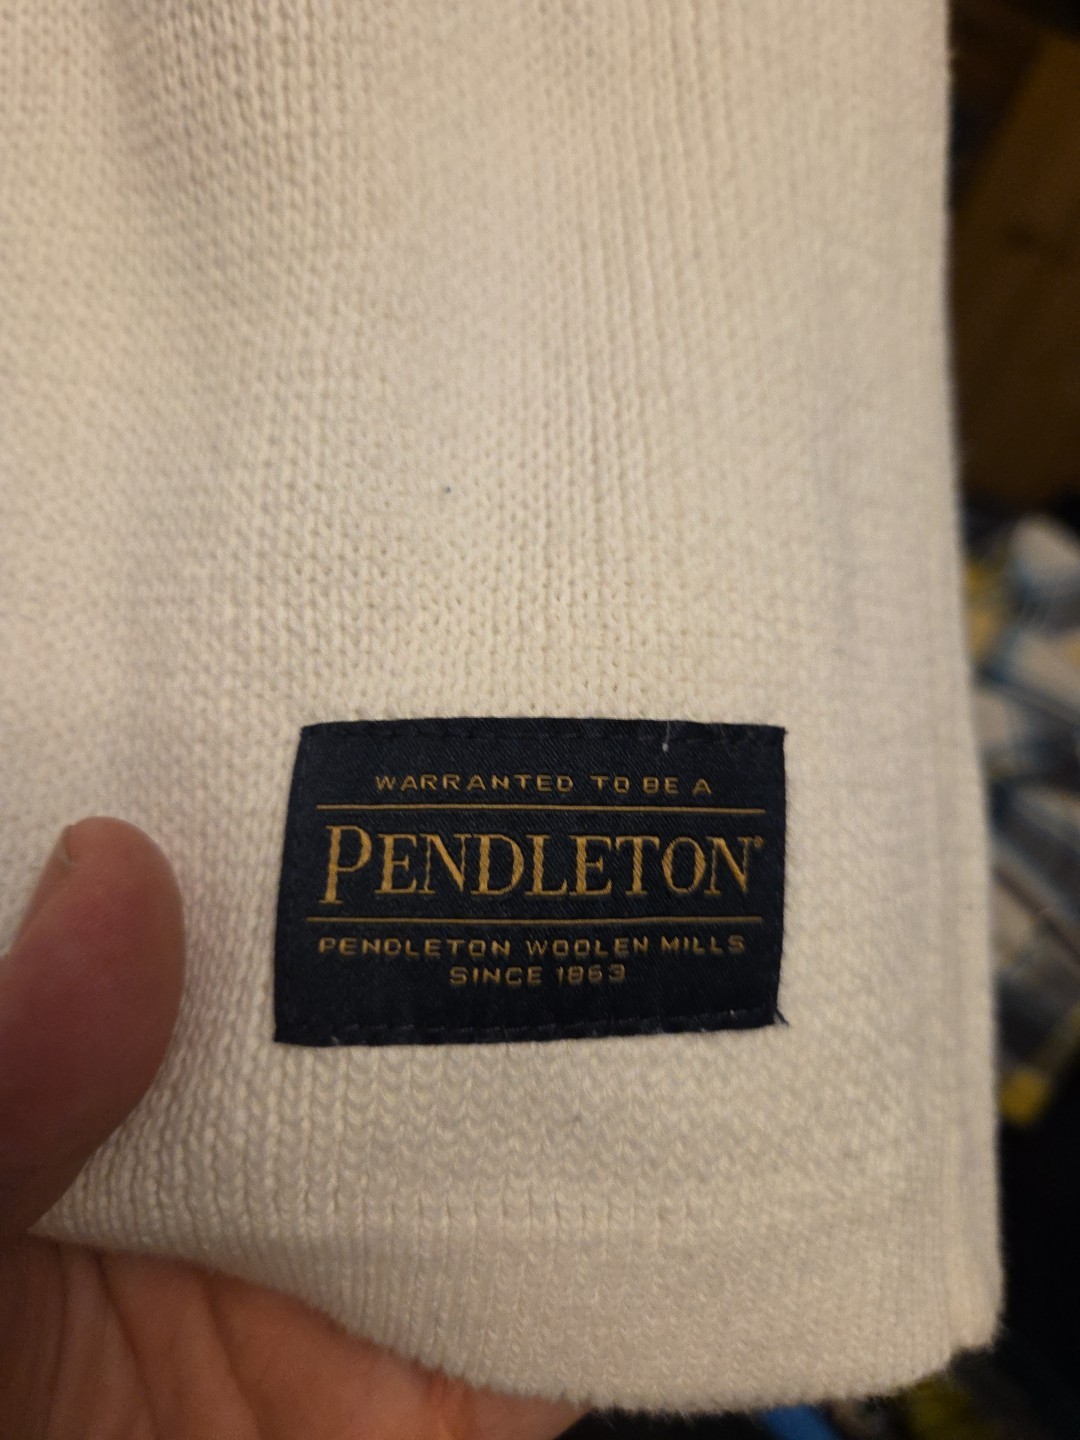 WARRANTED TO BE A
PENDLETON®
PENDLETON WOOLEN MILLS
SINCE 1863